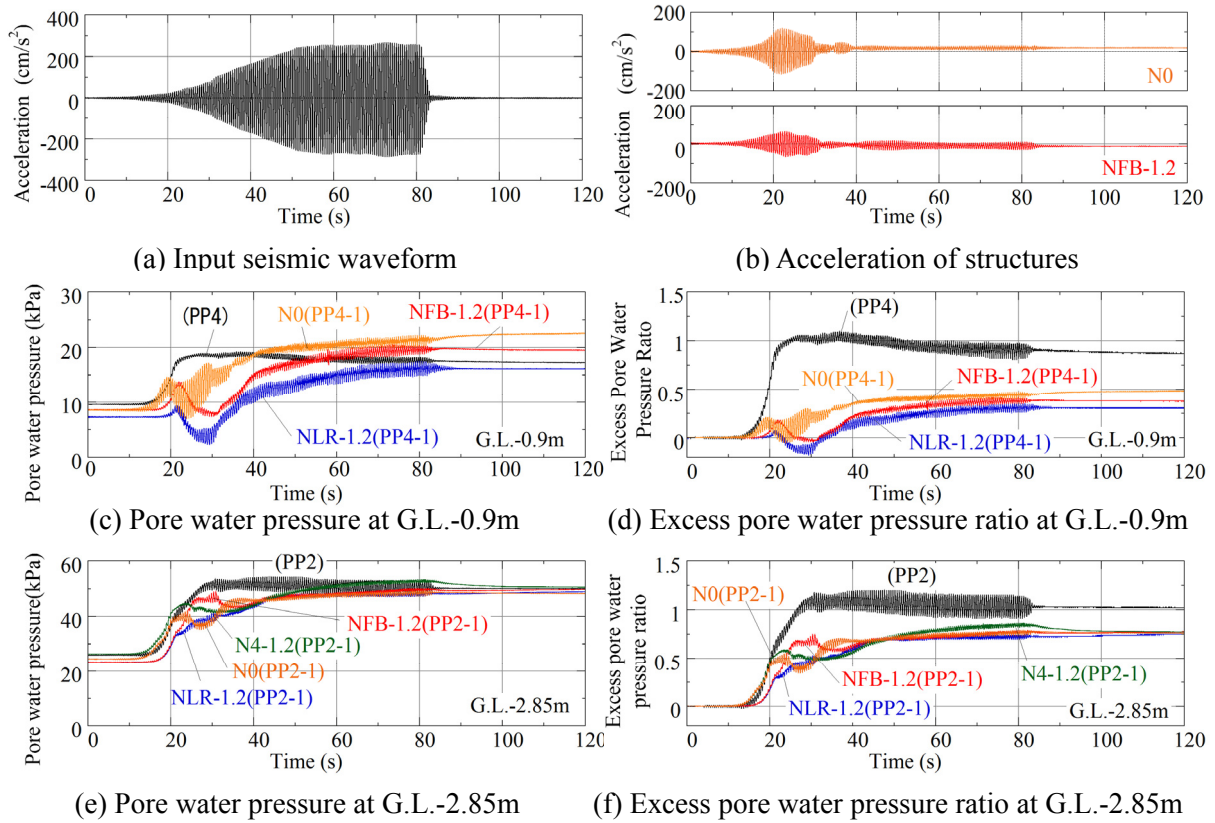 400
200
0
-200
-400
Acceleration (cm/s²)
0 20 40 60 80 100 120
Time (s)
(a) Input seismic waveform
200
0
-200
N0
200
0
-200
NFB-1.2
Acceleration (cm/s²)
0 20 40 60 80 100 120
Time (s)
(b) Acceleration of structures
30
20
10
0
Pore water pressure (kPa)
(PP4)
N0(PP4-1)
NFB-1.2(PP4-1)
NLR-1.2(PP4-1)
G.L.-0.9m
0 20 40 60 80 100 120
Time (s)
(c) Pore water pressure at G.L.-0.9m
1.5
1
0.5
0
Excess Pore Water
Pressure Ratio
(PP4)
N0(PP4-1)
NFB-1.2(PP4-1)
NLR-1.2(PP4-1)
G.L.-0.9m
0 20 40 60 80 100 120
Time (s)
(d) Excess pore water pressure ratio at G.L.-0.9m
60
40
20
0
Pore water pressure(kPa)
(PP2)
NFB-1.2(PP2-1)
N4-1.2(PP2-1)
N0(PP2-1)
NLR-1.2(PP2-1)
G.L.-2.85m
0 20 40 60 80 100 120
Time (s)
(e) Pore water pressure at G.L.-2.85m
1.5
1
0.5
0
Excess pore water
pressure ratio
(PP2)
N0(PP2-1)
NFB-1.2(PP2-1)
N4-1.2(PP2-1)
NLR-1.2(PP2-1)
G.L.-2.85m
0 20 40 60 80 100 120
Time (s)
(f) Excess pore water pressure ratio at G.L.-2.85m